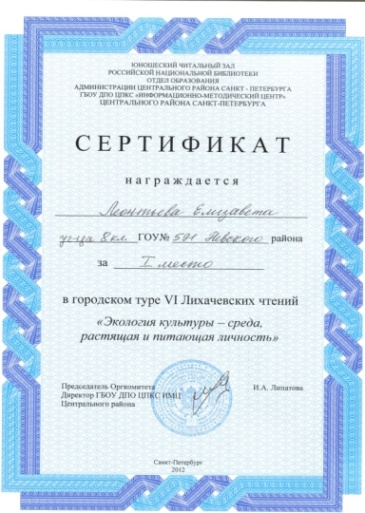 ЮНОШЕСКИЙ ЧИТАЛЬНЫЙ ЗАЛ
РОССИЙСКОЙ НАЦИОНАЛЬНОЙ БИБЛИОТЕКИ
ОТДЕЛ ОБРАЗОВАНИЯ
АДМИНИСТРАЦИИ ЦЕНТРАЛЬНОГО РАЙОНА САНКТ - ПЕТЕРБУРГА
ГБОУ ДПО ЦПКС «ИНФОРМАЦИОННО-МЕТОДИЧЕСКИЙ ЦЕНТР»
ЦЕНТРАЛЬНОГО РАЙОНА САНКТ-ПЕТЕРБУРГА
СЕРТИФИКАТ
награждается
Леонтьева Елизавета
уч-ца 8 кл. ГОУ№ 591 Невского района
за I место
в городском туре VI Лихачевских чтений
«Экология культуры – среда,
растящая и питающая личность»
Председатель Оргкомитета И.А. Липатова
Директор ГБОУ ДПО ЦПКС ИМЦ
Центрального района
Санкт-Петербург
2012